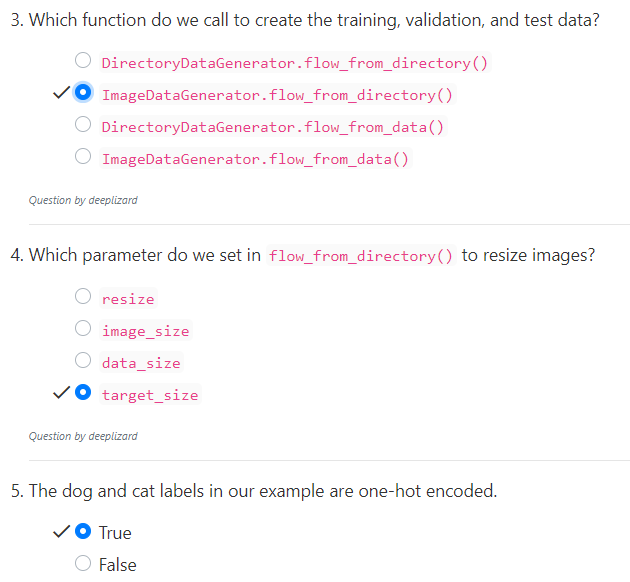 3. Which function do we call to create the training, validation, and test data?
DirectoryDataGenerator.flow_from_directory()
ImageDataGenerator.flow_from_directory()
DirectoryDataGenerator.flow_from_data()
ImageDataGenerator.flow_from_data()
Question by deeplizard
4. Which parameter do we set in flow_from_directory() to resize images?
resize
image_size
data_size
target_size
Question by deeplizard
5. The dog and cat labels in our example are one-hot encoded.
True
False